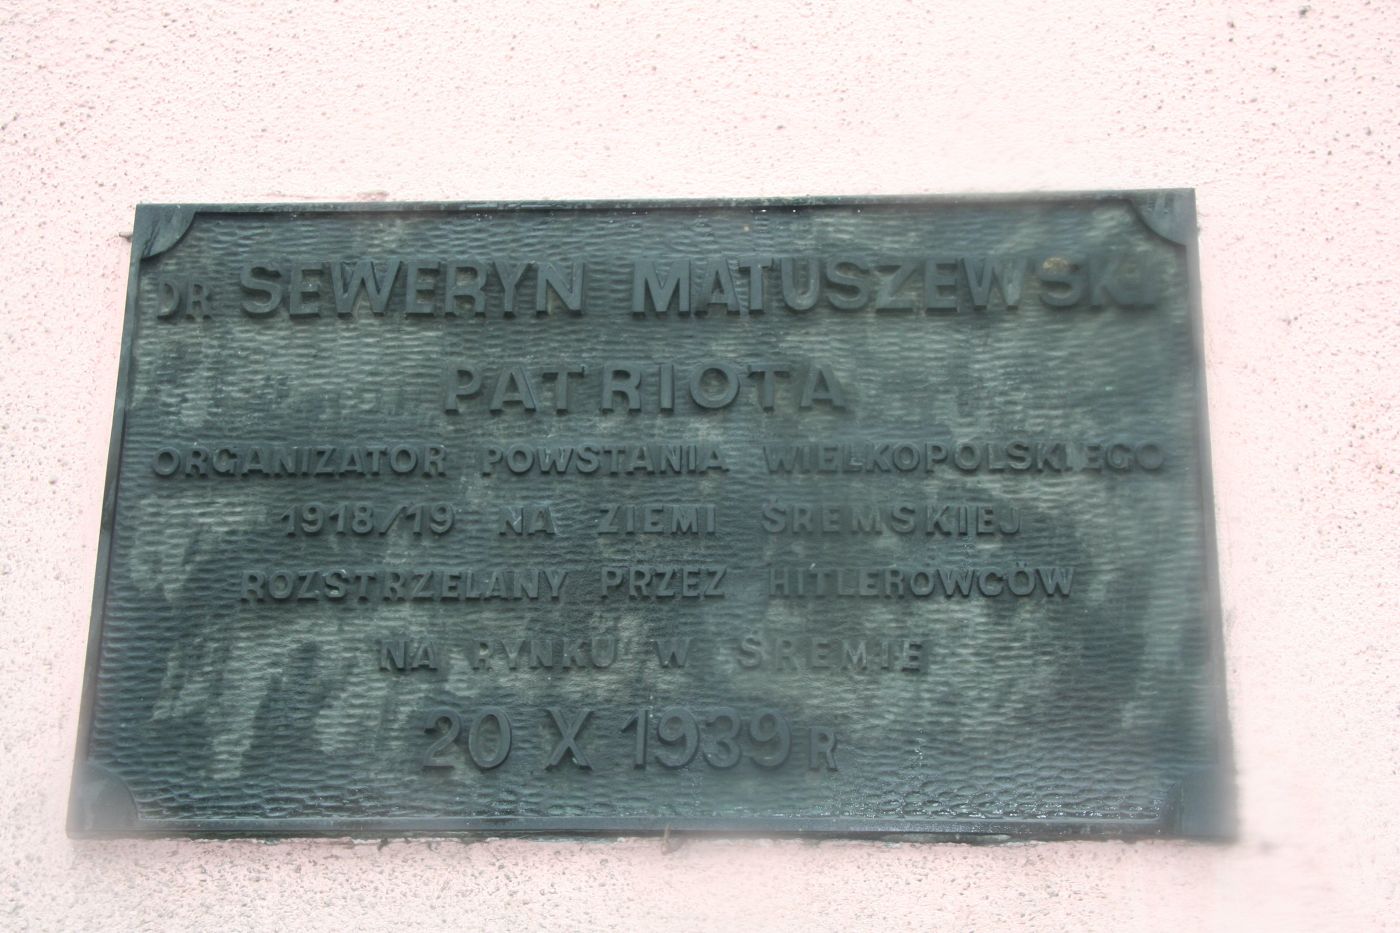 DR SEWERYN MATUSZEWSKI
PATRIOTA
ORGANIZATOR POWSTANIA WIELKOPOLSKIEGO
1918/19 NA ZIEMI ŚREMSKIEJ
ROZSTRZELANY PRZEZ HITLEROWCÓW
NA RYNKU W ŚREMIE
20 X 1939 R